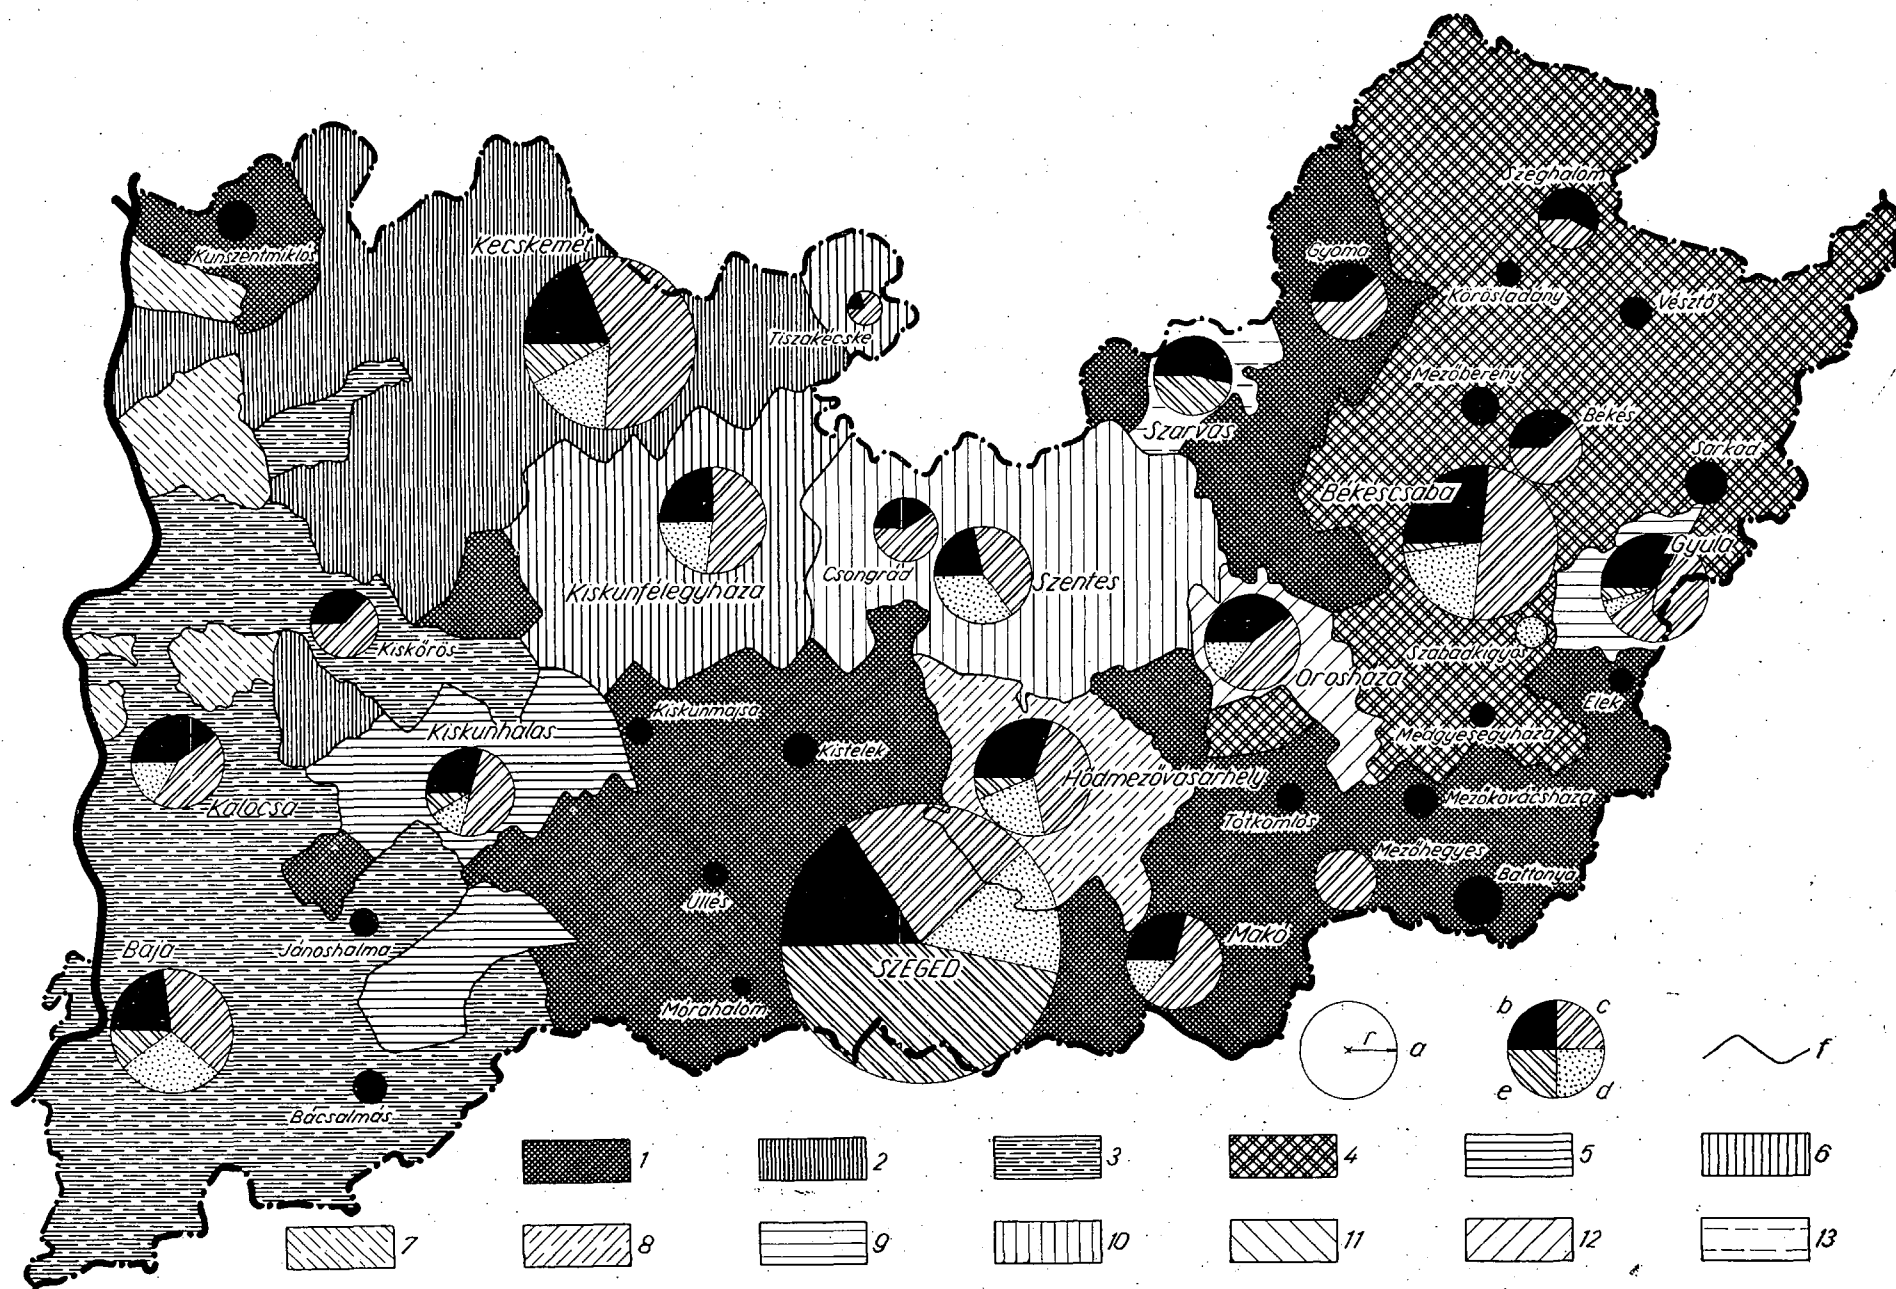 Kunszentmiklós
Kecskemét
Tiszakécske
Szeghalom
Gyoma
Körösladány
Vésztő
Mezőberény
Békés
Szarvas
Sarkad
Békéscsaba
Gyula
Csongrád
Szentes
Kiskunfélegyháza
Kiskőrös
Szabadkígyós
Orosháza
Elek
Kiskunmajsa
Kiskunhalas
Kistelek
Medgyesegyháza
Hódmezővásárhely
Kalocsa
Tótkomlós
Mezőkovácsháza
Mezőhegyes
Battonya
Üllés
Jánoshalma
Baja
Makó
SZEGED
Mórahalom
Bácsalmás
r a
b c
e d
f
1 2 3 4 5 6
7 8 9 10 11 12 13